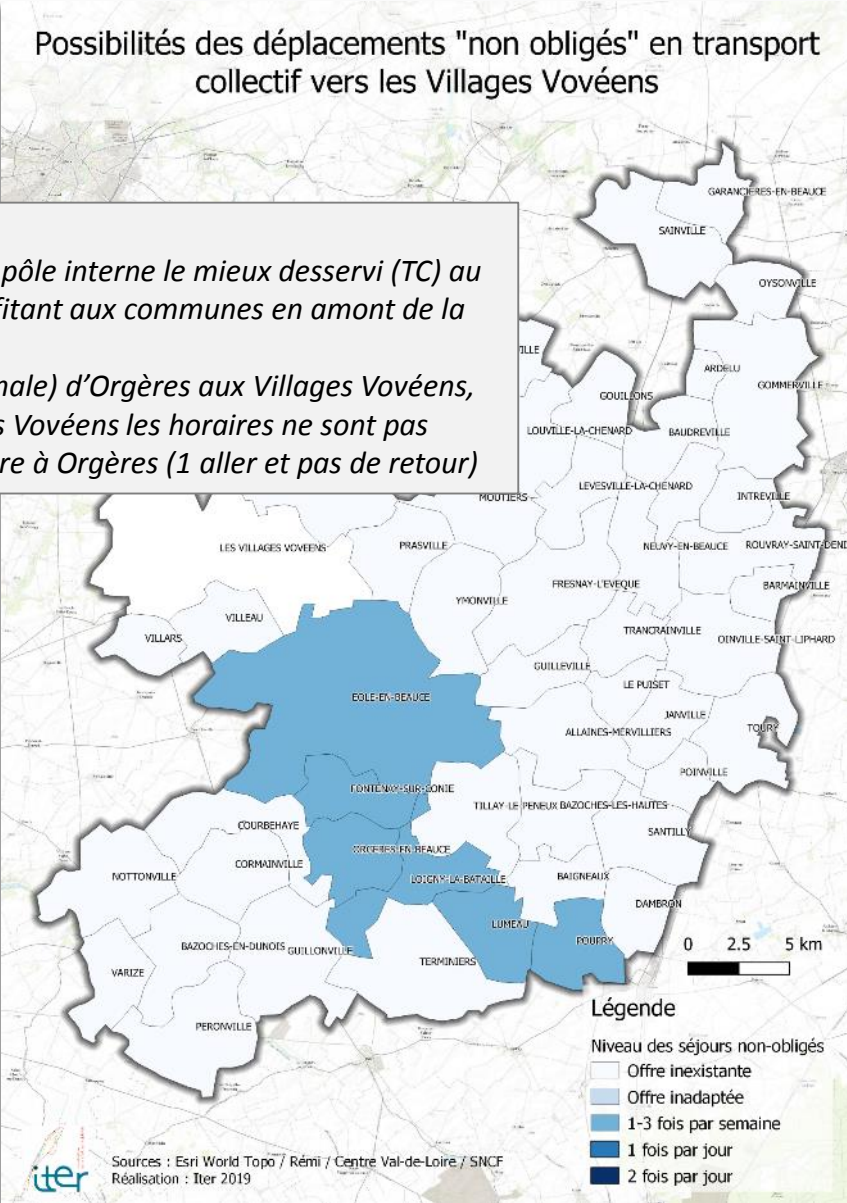 Possibilités des déplacements "non obligés" en transport
collectif vers les Villages Vovéens
pôle interne le mieux desservi (TC) au
fitant aux communes en amont de la
nale) d'Orgères aux Villages Vovéens,
s Vovéens les horaires ne sont pas
re à Orgères (1 aller et pas de retour)
GARANCIERES-EN-BEAUCE
SAINVILLE
OYSONVILLE
ILLE
ARDELU
GOMMERVILLE
GOUILLONS
LOUVILLE-LA-CHENARD
BAUDREVILLE
LEVESVILLE-LA-CHENARD
MOUTIERS
INTREVILLE
LES VILLAGES VOVEENS
PRASVILLE
NEUVY-EN-BEAUCE
ROUVRAY-SAINT-DENI
FRESNAY-L'EVEQUE
BARMAINVILLE
YMONVILLE
VILLEAU
VILLARS
TRANCRAINVILLE
OINVILLE-SAINT-LIPHARD
GUILLEVILLE
LE PUISET
EOLE-EN-BEAUCE
JANVILLE
ALLAINES-MERVILLIERS
TOURY
POINVILLE
FONTENAY-SUR-CONIE
TILLAY-LE PENEUX
BAZOCHES-LES-HAUTES
COURBEHAYE
SANTILLY
ORGERES-EN-BEAUCE
CORMAINVILLE
NOTTONVILLE
LOIGNY-LA-BATAILLE
BAIGNEAUX
DAMBRON
LUMEAU
POUPRY
BAZOCHES-EN-DUNOIS
GUILLONVILLE
TERMINIERS
VARIZE
PERONVILLE
0 2.5 5 km
Légende
Niveau des séjours non-obligés
Offre inexistante
Offre inadaptée
1-3 fois par semaine
1 fois par jour
2 fois par jour
iter
Sources : Esri World Topo / Rémi / Centre Val-de-Loire / SNCF
Réalisation : Iter 2019